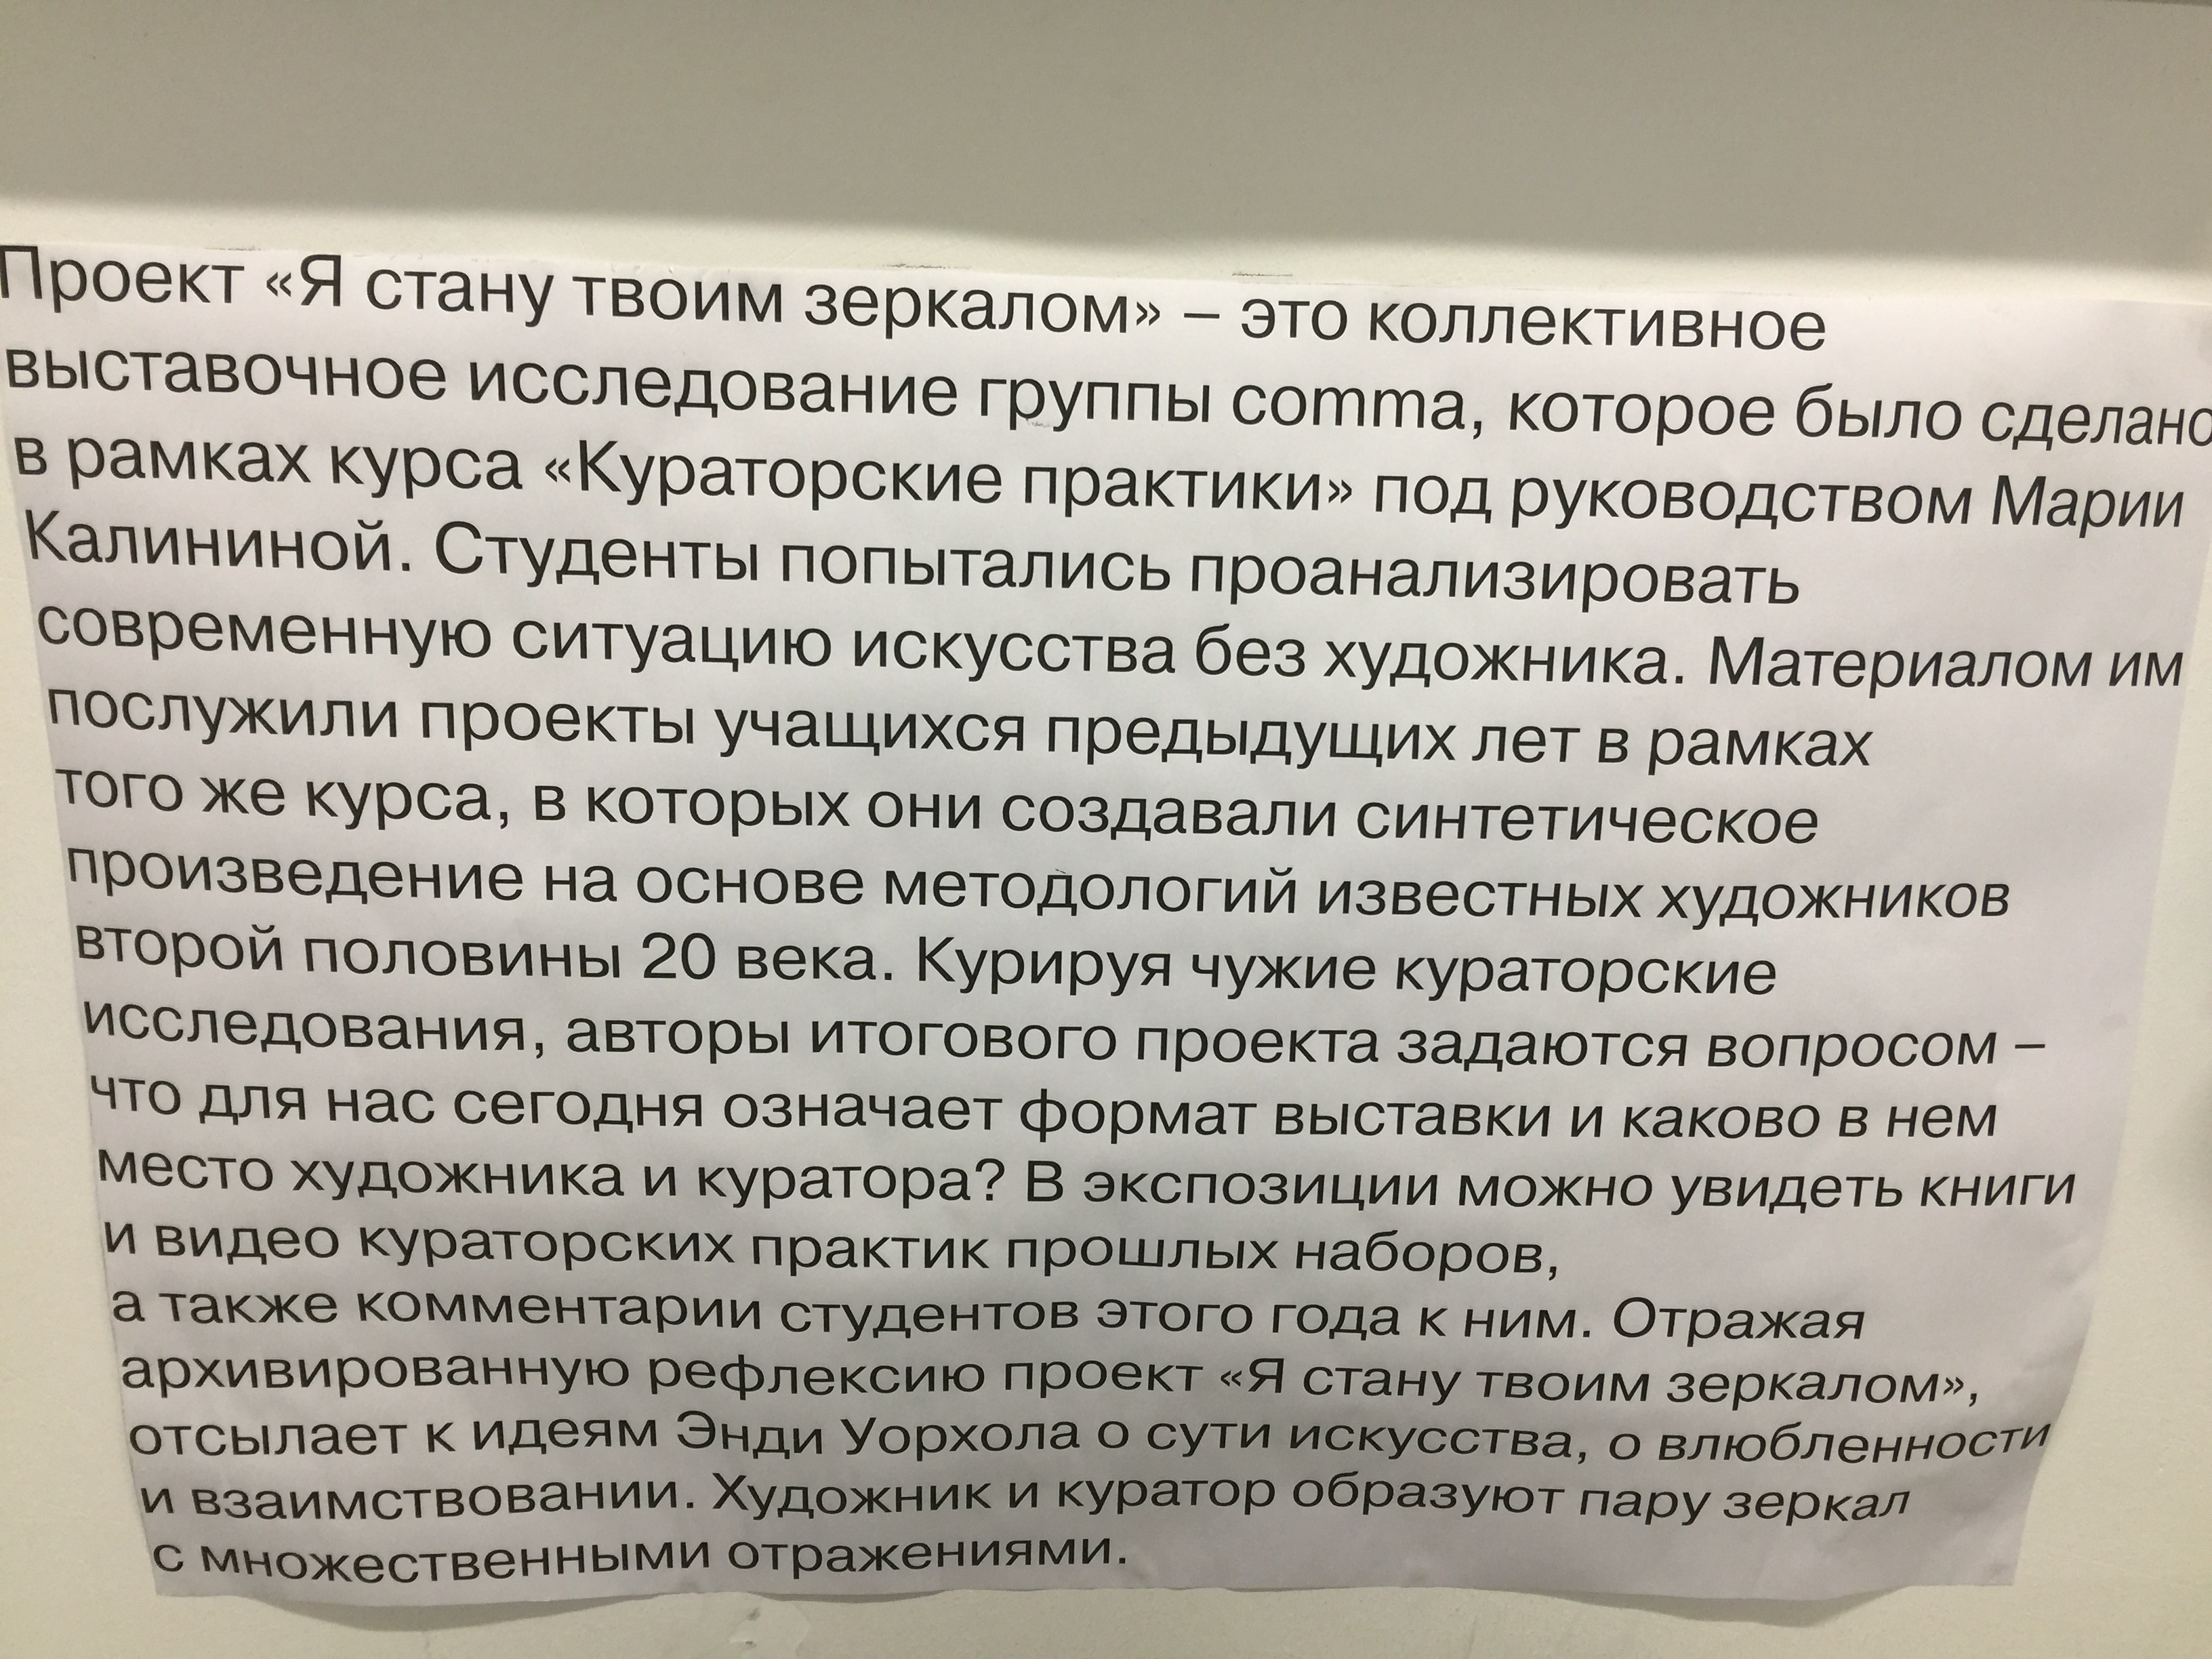 Проект «Я стану твоим зеркалом» – это коллективное
выставочное исследование группы comma, которое было сделано
в рамках курса «Кураторские практики» под руководством Марии
Калининой. Студенты попытались проанализировать
современную ситуацию искусства без художника. Материалом им
послужили проекты учащихся предыдущих лет в рамках
того же курса, в которых они создавали синтетическое
произведение на основе методологий известных художников
второй половины 20 века. Курируя чужие кураторские
исследования, авторы итогового проекта задаются вопросом –
что для нас сегодня означает формат выставки и каково в нем
место художника и куратора? В экспозиции можно увидеть книги
и видео кураторских практик прошлых наборов,
а также комментарии студентов этого года к ним. Отражая
архивированную рефлексию проект «Я стану твоим зеркалом»,
отсылает к идеям Энди Уорхола о сути искусства, о влюбленности
и взаимствовании. Художник и куратор образуют пару зеркал
с множественными отражениями.